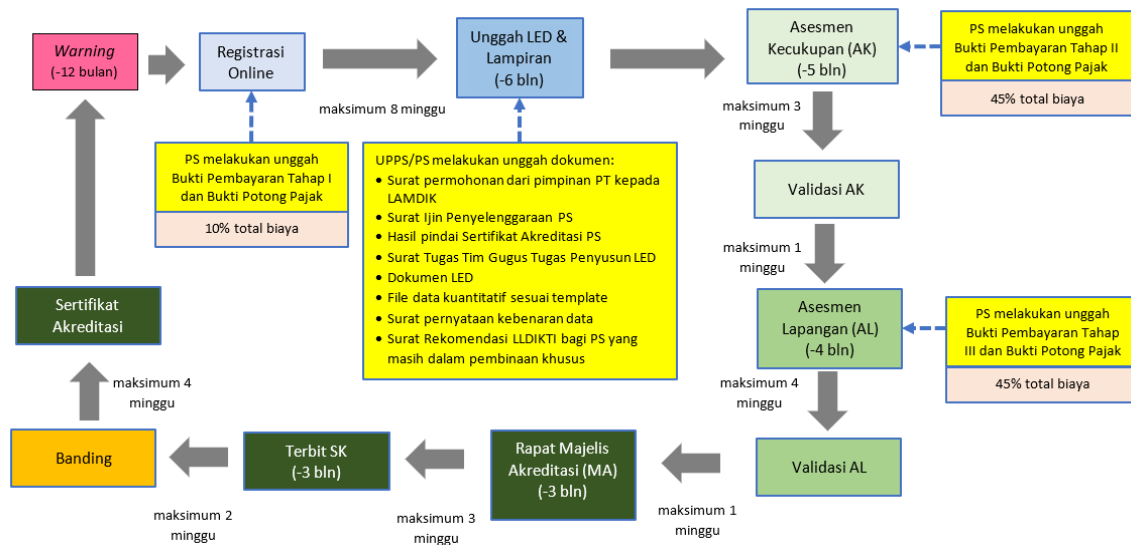 Warning
(-12 bulan)
Registrasi
Online
maksimum 8 minggu
Unggah LED &
Lampiran
(-6 bln)
Asesmen
Kecukupan (AK)
(-5 bln)
PS melakukan unggah
Bukti Pembayaran Tahap II
dan Bukti Potong Pajak
45% total biaya
PS melakukan unggah
Bukti Pembayaran Tahap I
dan Bukti Potong Pajak
10% total biaya
UPPS/PS melakukan unggah dokumen:
• Surat permohonan dari pimpinan PT kepada
LAMDIK
• Surat Ijin Penyelenggaraan PS
• Hasil pindai Sertifikat Akreditasi PS
• Surat Tugas Tim Gugus Tugas Penyusun LED
• Dokumen LED
• File data kuantitatif sesuai template
• Surat pernyataan kebenaran data
• Surat Rekomendasi LLDIKTI bagi PS yang
masih dalam pembinaan khusus
maksimum 3
minggu
Validasi AK
maksimum 1
minggu
Asesmen
Lapangan (AL)
(-4 bln)
PS melakukan unggah
Bukti Pembayaran Tahap
III dan Bukti Potong Pajak
45% total biaya
maksimum 4
minggu
Validasi AL
maksimum 1
minggu
Rapat Majelis
Akreditasi (MA)
(-3 bln)
maksimum 3
minggu
Terbit SK
(-3 bln)
maksimum 2
minggu
Banding
maksimum 4
minggu
Sertifikat
Akreditasi